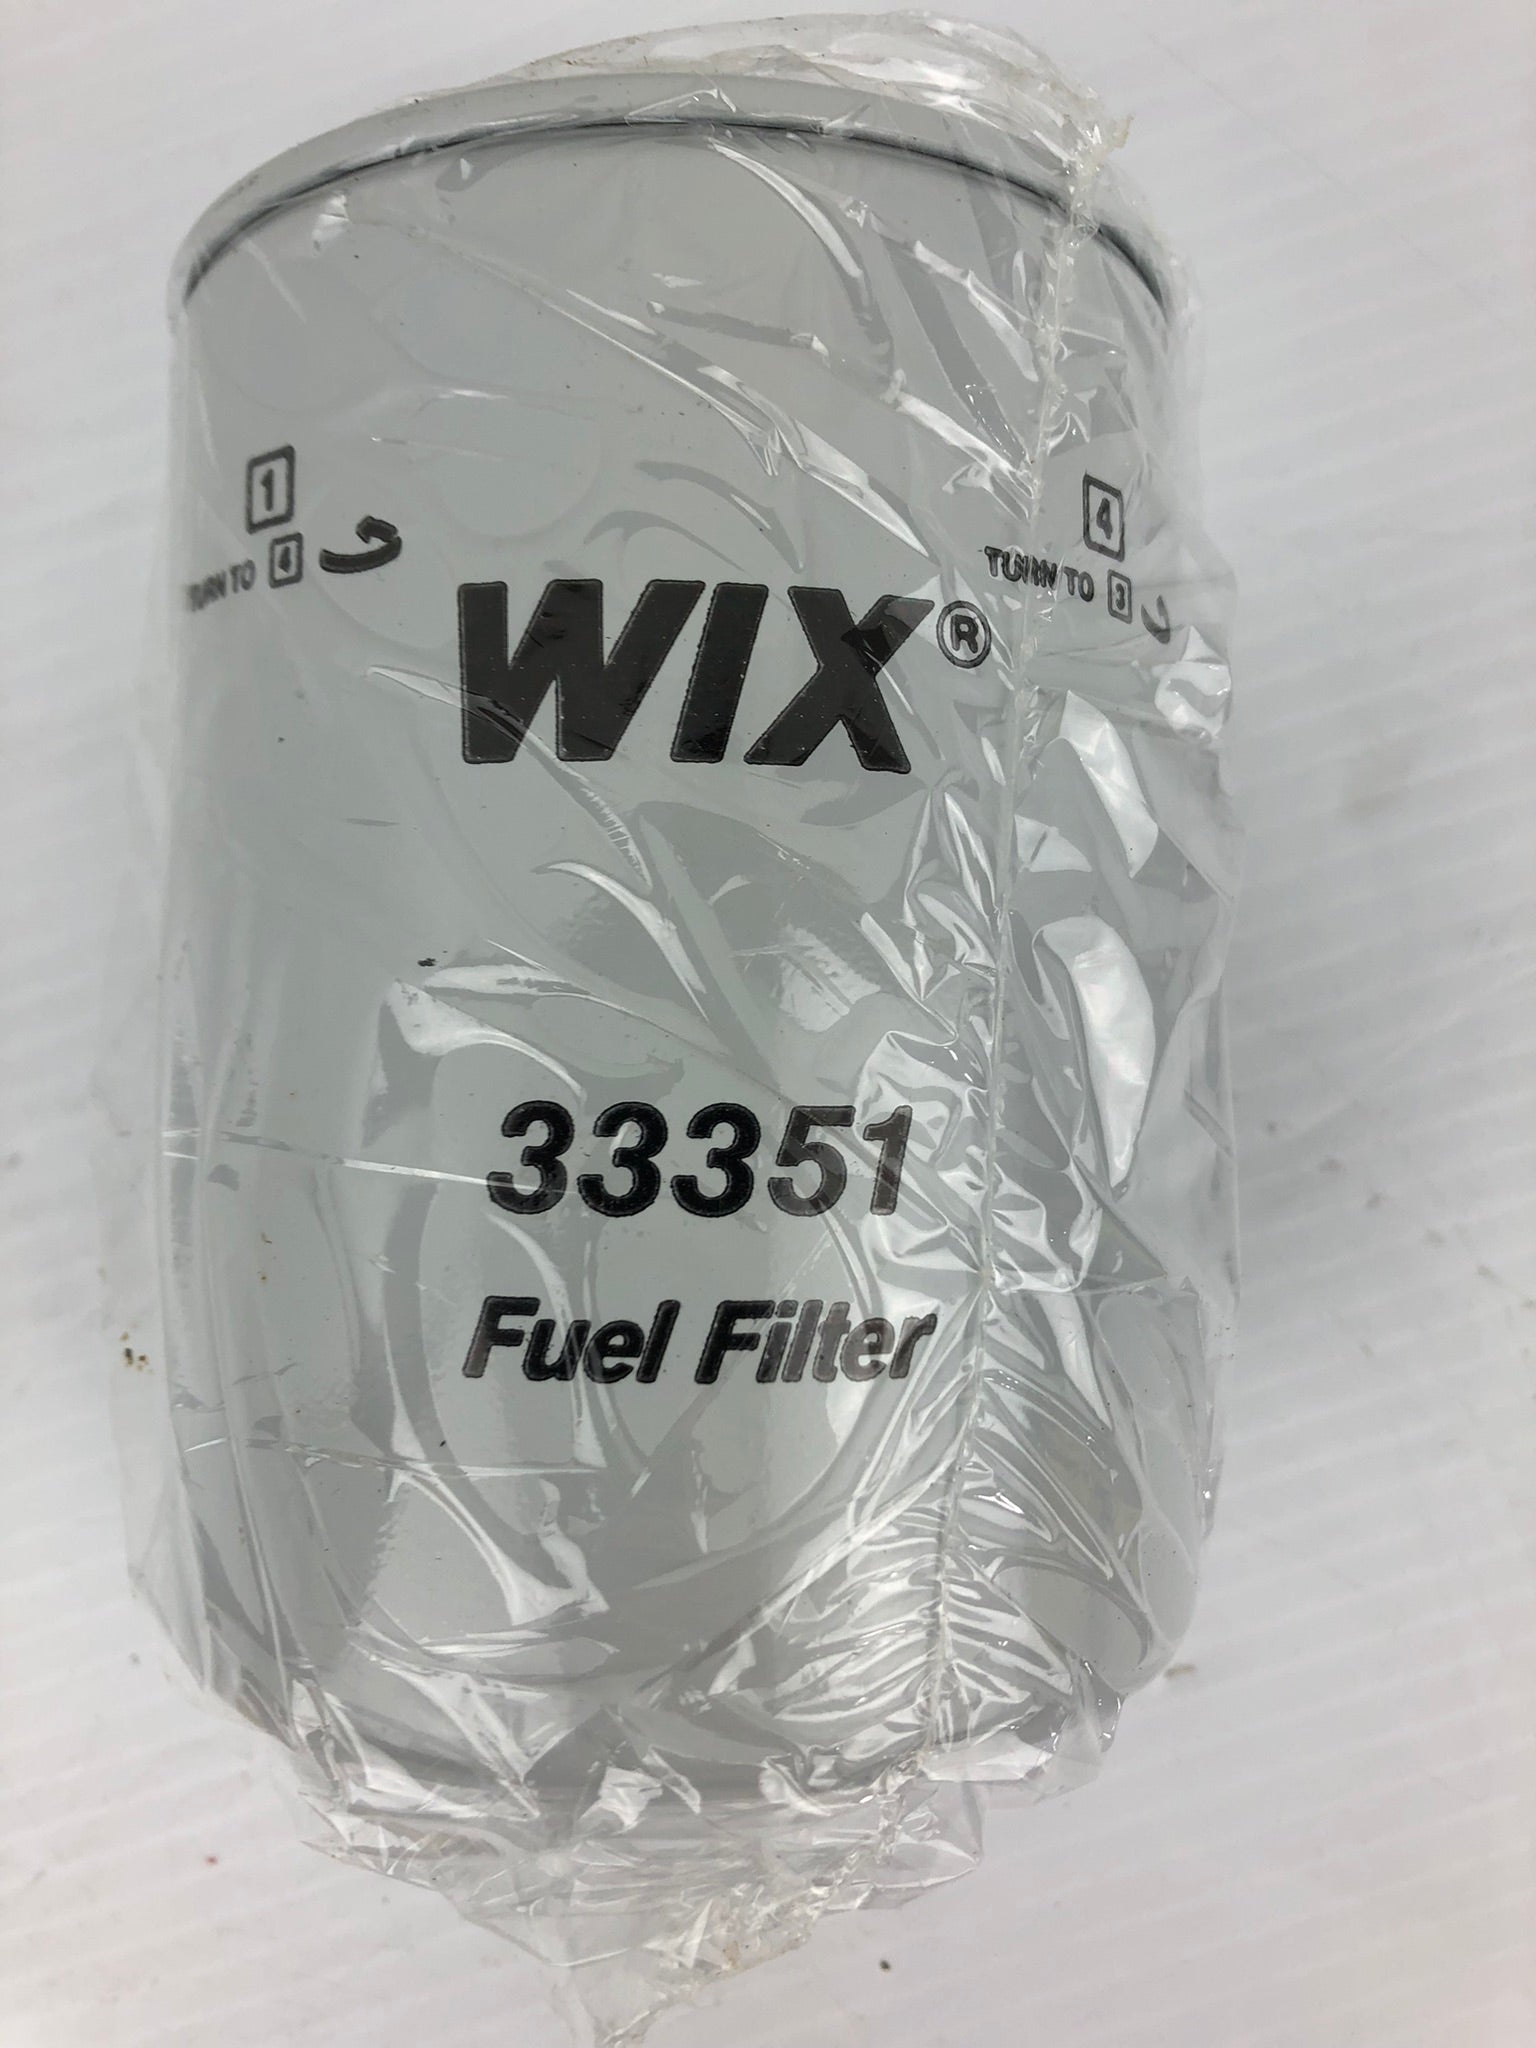 1
TURN TO 4
4
TURN TO 3
WIX®
33351
Fuel Filter